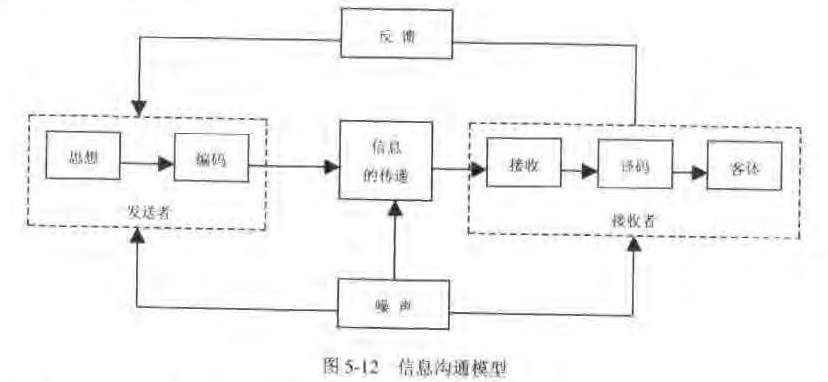 反馈
思想
编码
信息
的传递
接收
译码
客体
发送者
接收者
噪声
图 5-12 信息沟通模型